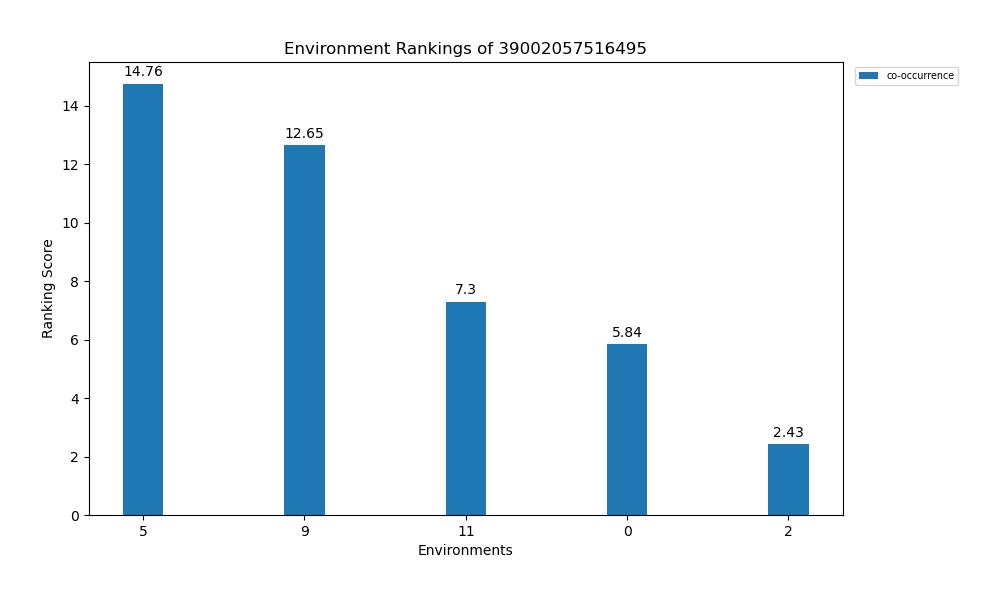 Environment Rankings of 39002057516495
co-occurrence
14.76
12.65
7.3
5.84
2.43
Ranking Score
14
12
10
8
6
4
2
0
5 9 11 0 2
Environments